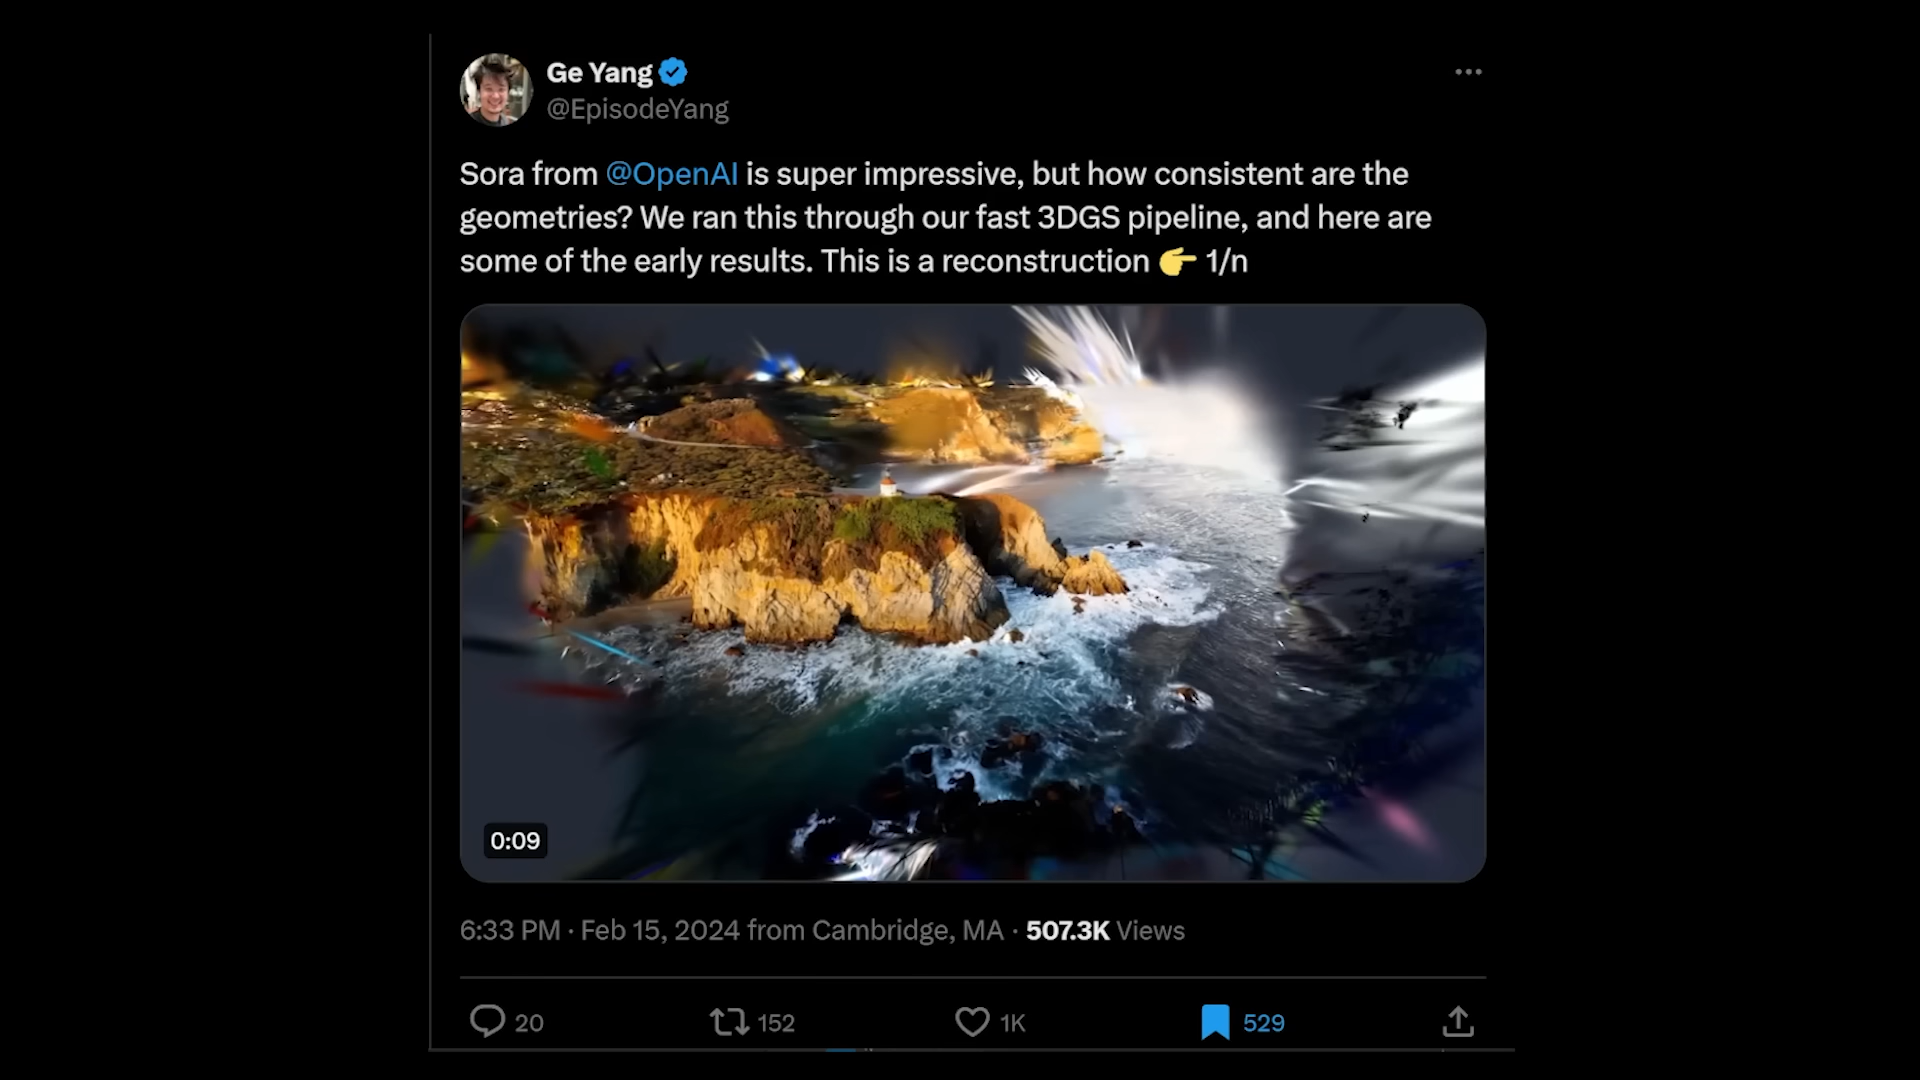 Ge Yang
@EpisodeYang
Sora from @OpenAI is super impressive, but how consistent are the
geometries? We ran this through our fast 3DGS pipeline, and here are
some of the early results. This is a reconstruction 👉 1/n
0:09
6:33 PM · Feb 15, 2024 from Cambridge, MA · 507.3K Views
20 152 1K 529